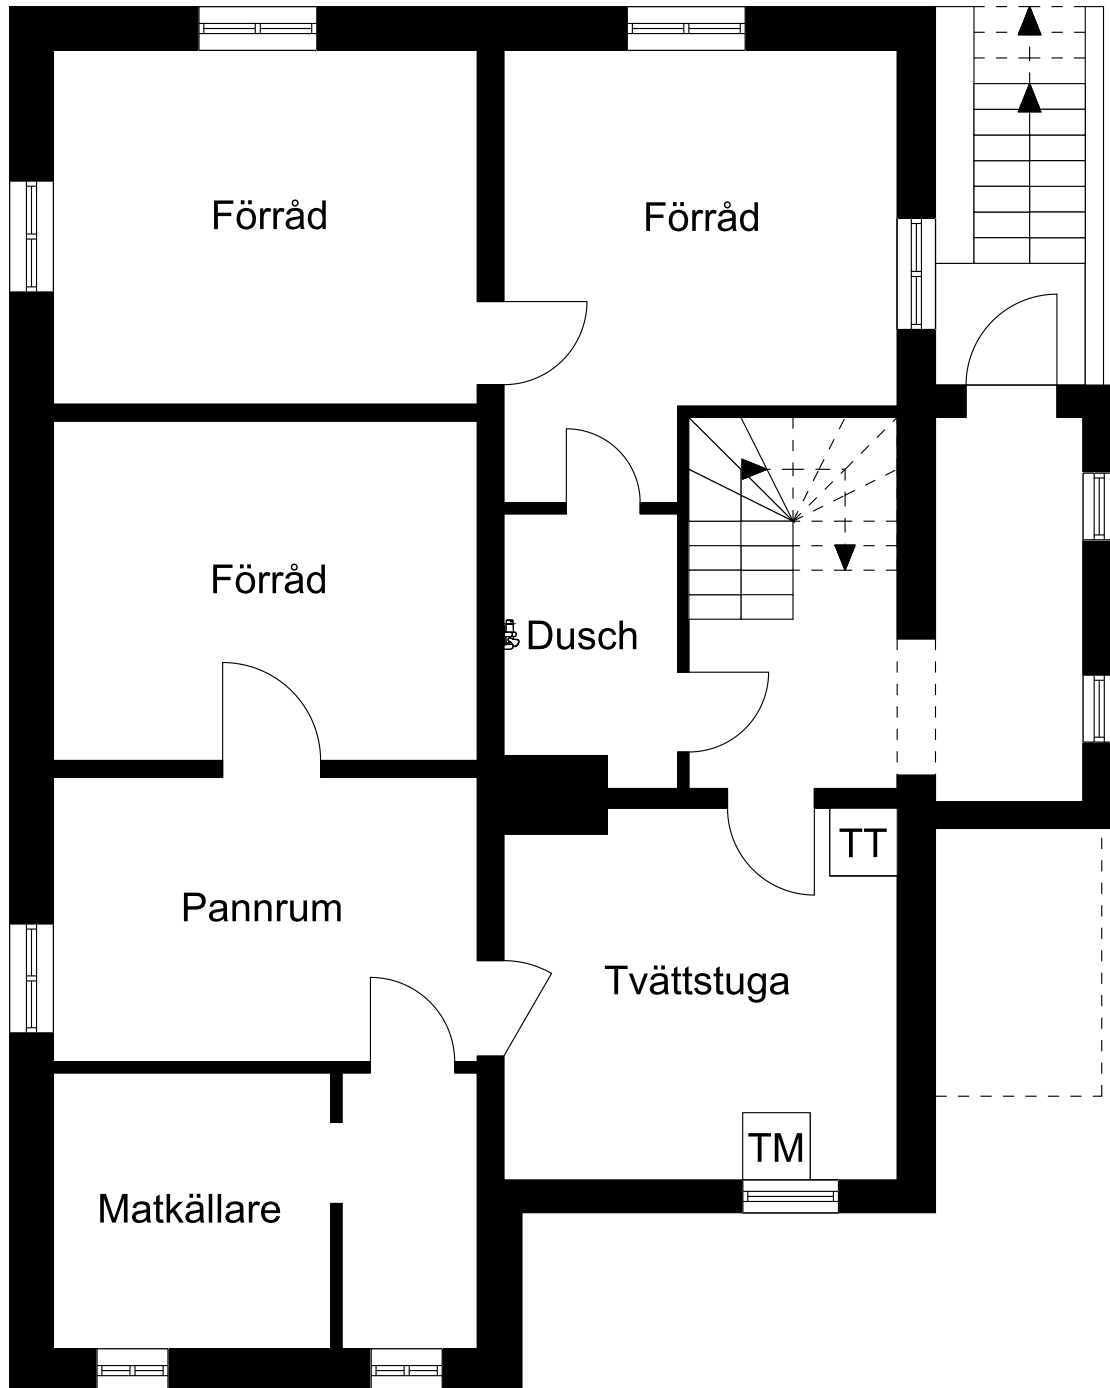 Förråd
Förråd
Förråd
Dusch
TT
Pannrum
Tvättstuga
TM
Matkällare